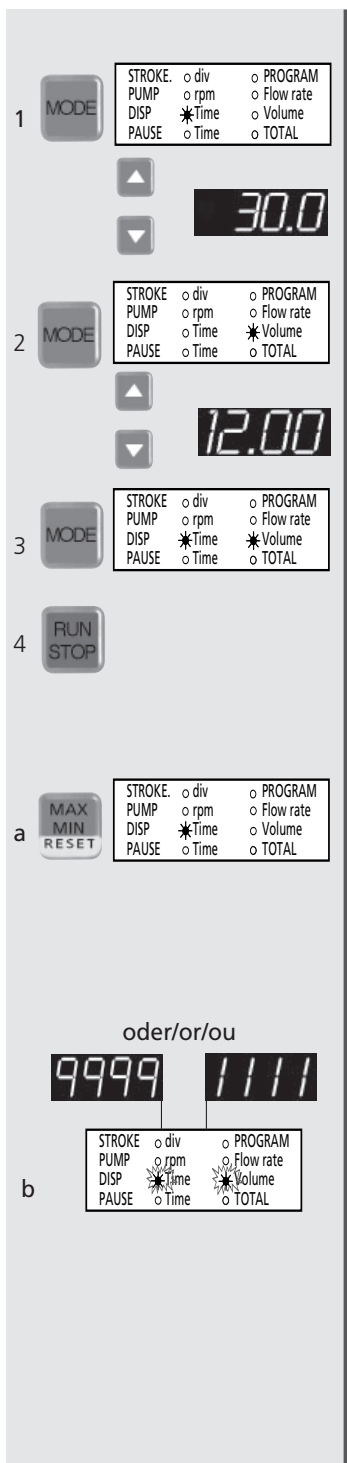 1
MODE
STROKE. o div o PROGRAM
PUMP o rpm o Flow rate
DISP Time o Volume
PAUSE o Time o TOTAL
30.0
2
MODE
STROKE o div o PROGRAM
PUMP o rpm o Flow rate
DISP o Time Volume
PAUSE o Time o TOTAL
12.00
3
MODE
STROKE o div o PROGRAM
PUMP o rpm o Flow rate
DISP Time Volume
PAUSE o Time o TOTAL
4
RUN
STOP
a
MAX
MIN
RESET
STROKE. o div o PROGRAM
PUMP o rpm o Flow rate
DISP Time o Volume
PAUSE o Time o TOTAL
oder/or/ou
9999 1111
b
STROKE o div o PROGRAM
PUMP o rpm o Flow rate
DISP Time Volume
PAUSE o Time o TOTAL